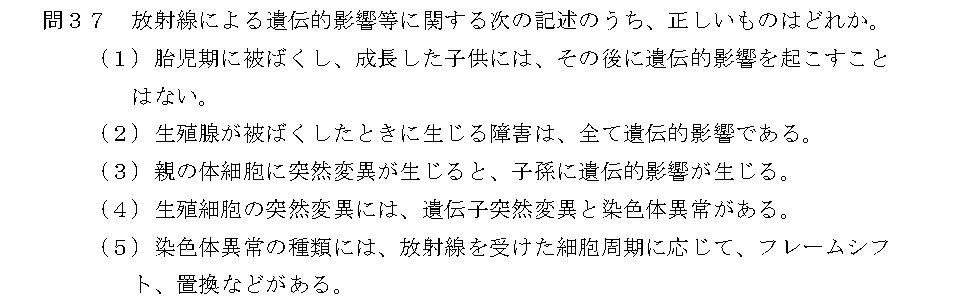 問37　放射線による遺伝的影響等に関する次の記述のうち、正しいものはどれか。
（1）胎児期に被ばくし、成長した子供には、その後に遺伝的影響を起こすこと
はない。
（2）生殖腺が被ばくしたときに生じる障害は、全て遺伝的影響である。
（3）親の体細胞に突然変異が生じると、子孫に遺伝的影響が生じる。
（4）生殖細胞の突然変異には、遺伝子突然変異と染色体異常がある。
（5）染色体異常の種類には、放射線を受けた細胞周期に応じて、フレームシフ
ト、置換などがある。